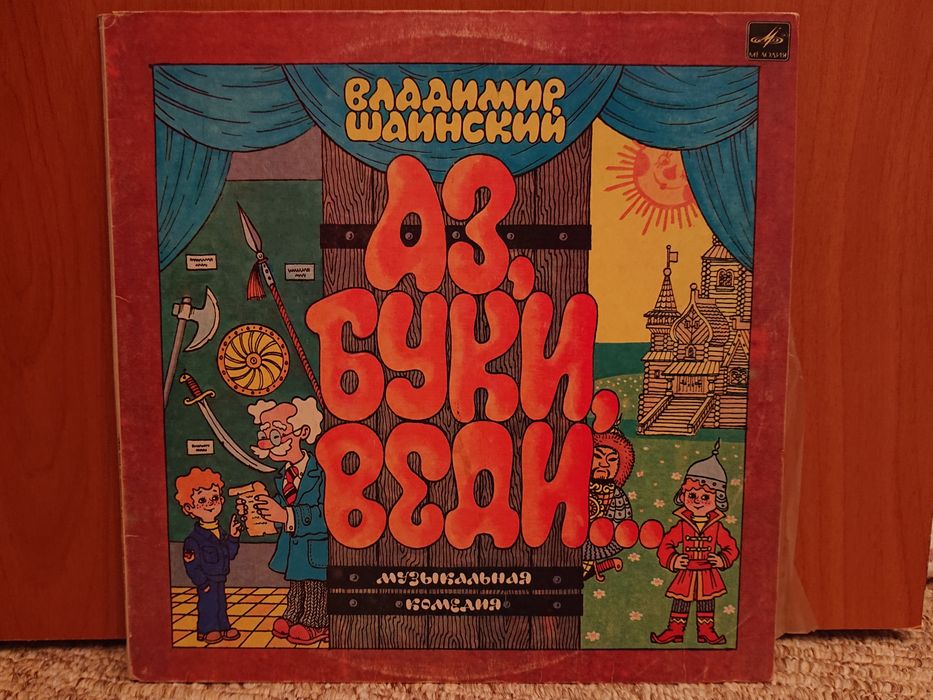 МЕЛОДИЯ
ВЛАДИМИР
ШАИНСКИЙ
АЗ,
БУКИ,
ВЕДИ...
МУЗЫКАЛЬНАЯ
КОМЕДИЯ